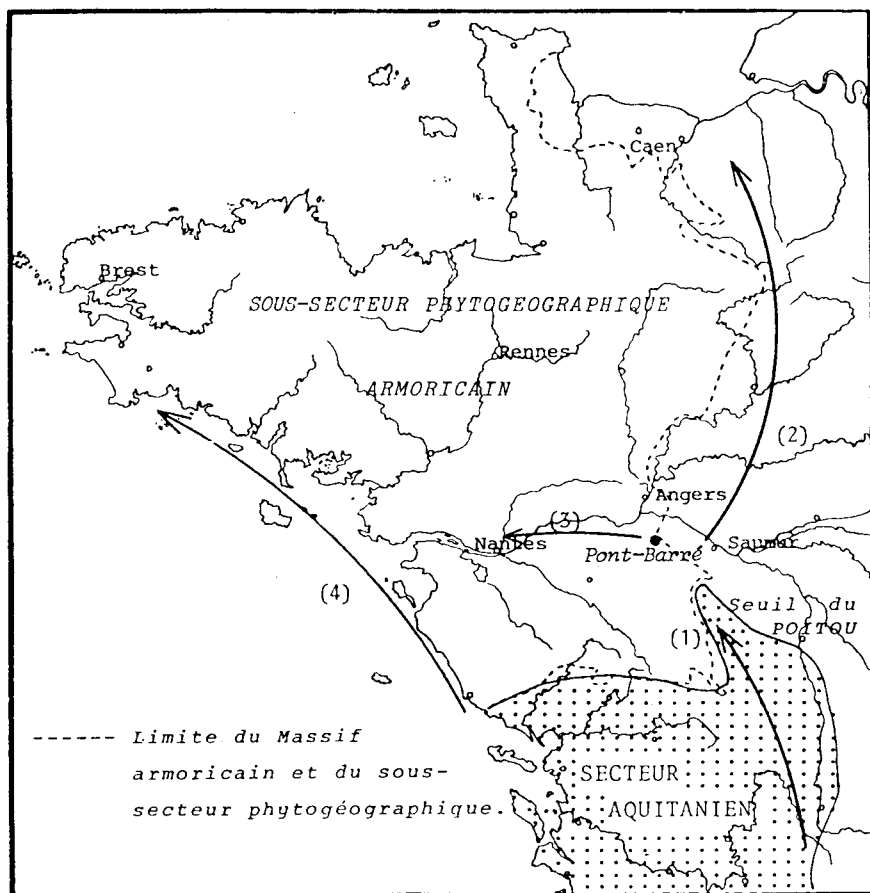 Caen
Brest
SOUS-SECTEUR PHYTOGEOGRAPHIQUE
Rennes
ARMORICAIN
(2)
Angers
(3)
Nantes
Saumur
Pont-Barré
(4)
Seuil du
POITOU
(1)
------ Limite du Massif
armoricain et du sous-
secteur phytogéographique.
SECTEUR
AQUITANIEN